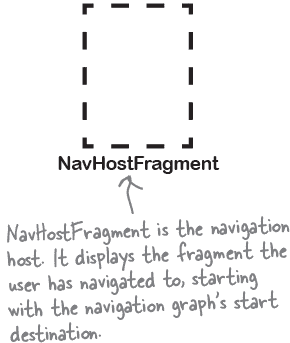 NavHostFragment
NavHostFragment is the navigation
host. It displays the fragment the
user has navigated to, starting
with the navigation graph's start
destination.